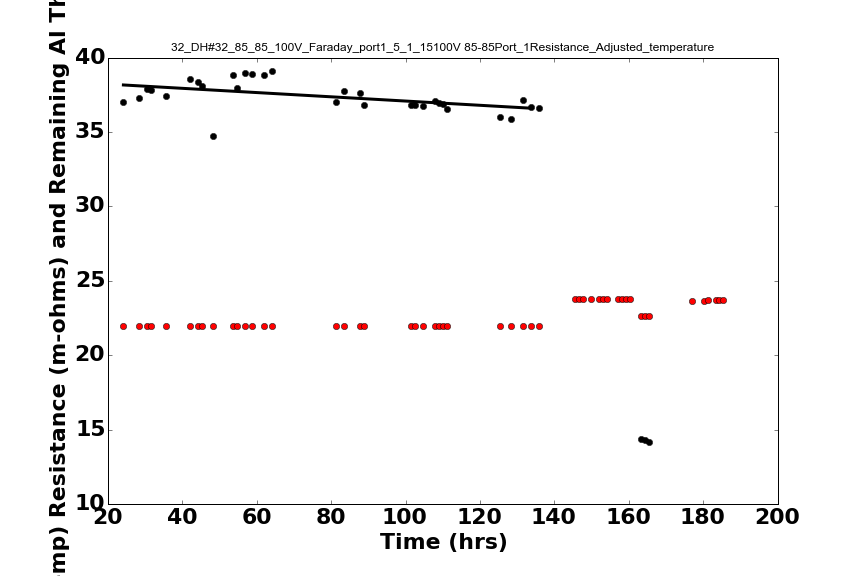 32_DH#32_85_85_100V_Faraday_port1_5_1_15100V 85-85Port_1Resistance_Adjusted_temperature
mp) Resistance (m-ohms) and Remaining Al Th
40
35
30
25
20
15
10
20 40 60 80 100 120 140 160 180 200
Time (hrs)